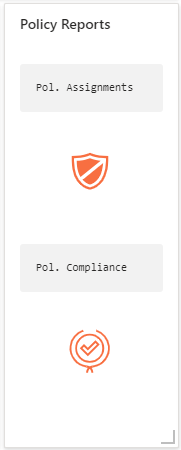 Policy Reports
Pol. Assignments
Pol. Compliance